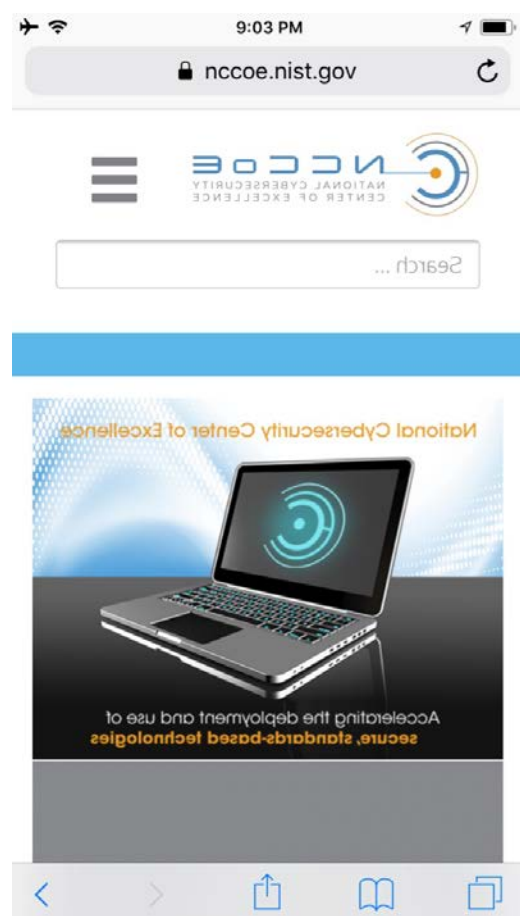 9:03 PM
nccoe.nist.gov
NCCoE
NATIONAL CYBERSECURITY
CENTER OF EXCELLENCE
Search ...
National Cybersecurity Center of Excellence
Accelerating the deployment and use of
secure, standards-based technologies